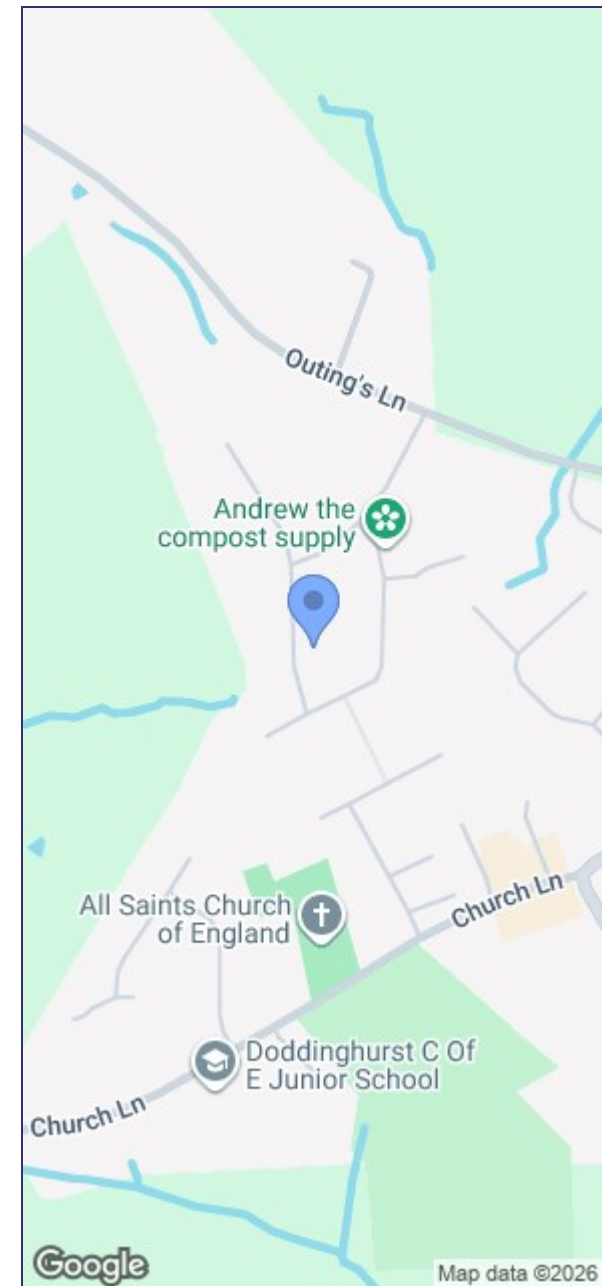 Outing's Ln
Andrew the
compost supply
All Saints Church
of England
Church Ln
Doddinghurst C Of
E Junior School
Church Ln
Google
Map data ©2026